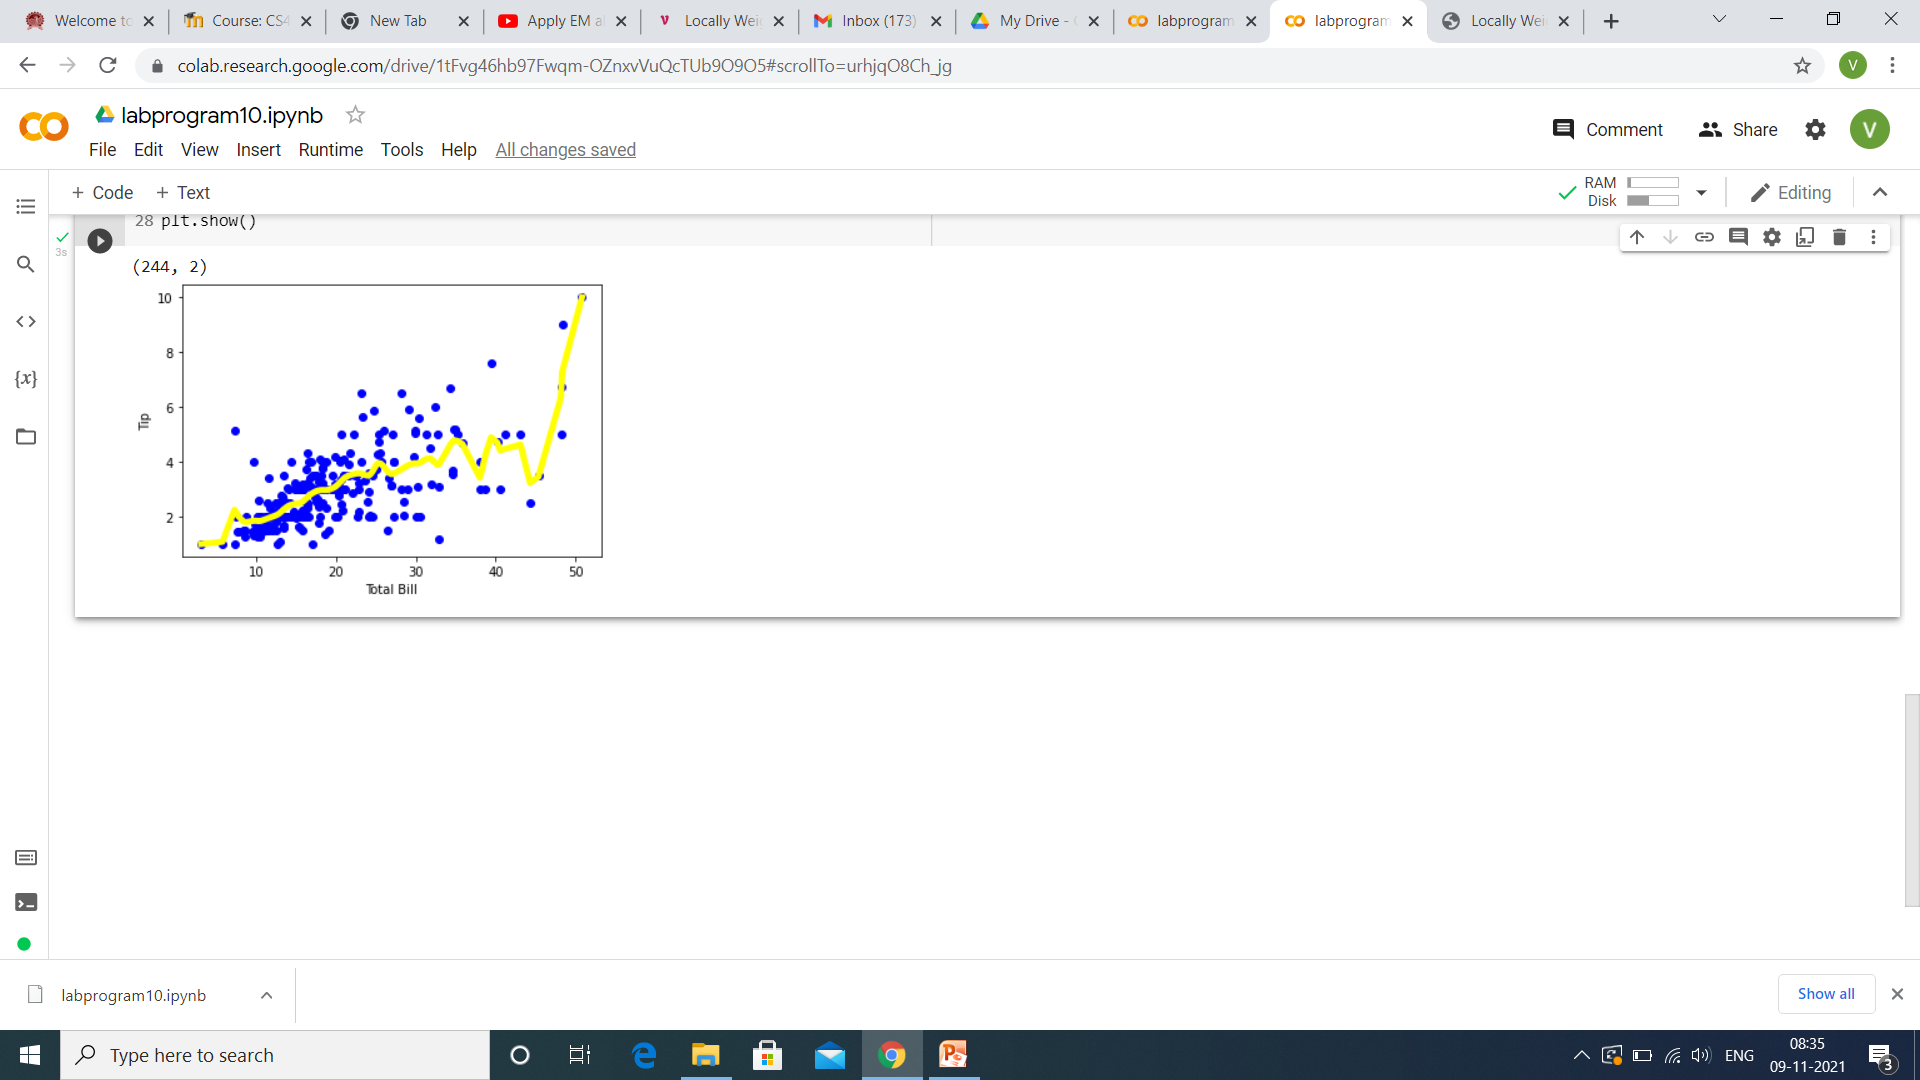 Welcome to
Course: CS4
New Tab
Apply EM al
Locally Wei
Inbox (173)
My Drive -
labprogram
labprogram
Locally Wei
colab.research.google.com/drive/1tFvg46hb97Fwqm-OZnxvVuQcTUb9O9O5#scrollTo=urhjqO8Ch_jg
V
labprogram10.ipynb
Comment
Share
V
File Edit View Insert Runtime Tools Help All changes saved
+ Code + Text
RAM
Disk
Editing
28 plt.show()
3s
(244, 2)
10
8
6
4
2
Tip
10 20 30 40 50
Total Bill
{x}
labprogram10.ipynb
Show all
Type here to search
ENG
08:35
09-11-2021
3